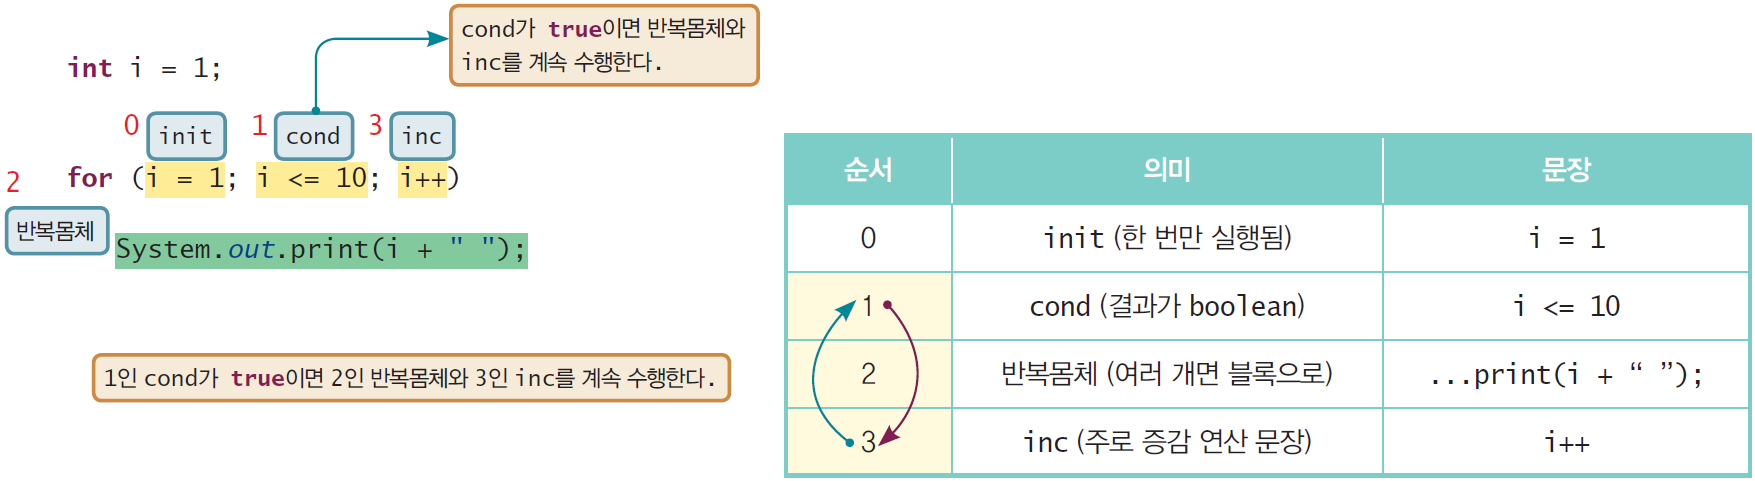 cond가 true이면 반복몸체와
inc를 계속 수행한다.
int i = 1;
0 init 1 cond 3 inc
2 for (i = 1; i <= 10; i++)
반복몸체
System.out.print(i + " ");
1인 cond가 true이면 2인 반복몸체와 3인 inc를 계속 수행한다.
순서 의미 문장
0 init (한 번만 실행됨) i = 1
1 cond (결과가 boolean) i <= 10
2 반복몸체 (여러 개면 블록으로) ...print(i + “ ”);
3 inc (주로 증감 연산 문장) i++